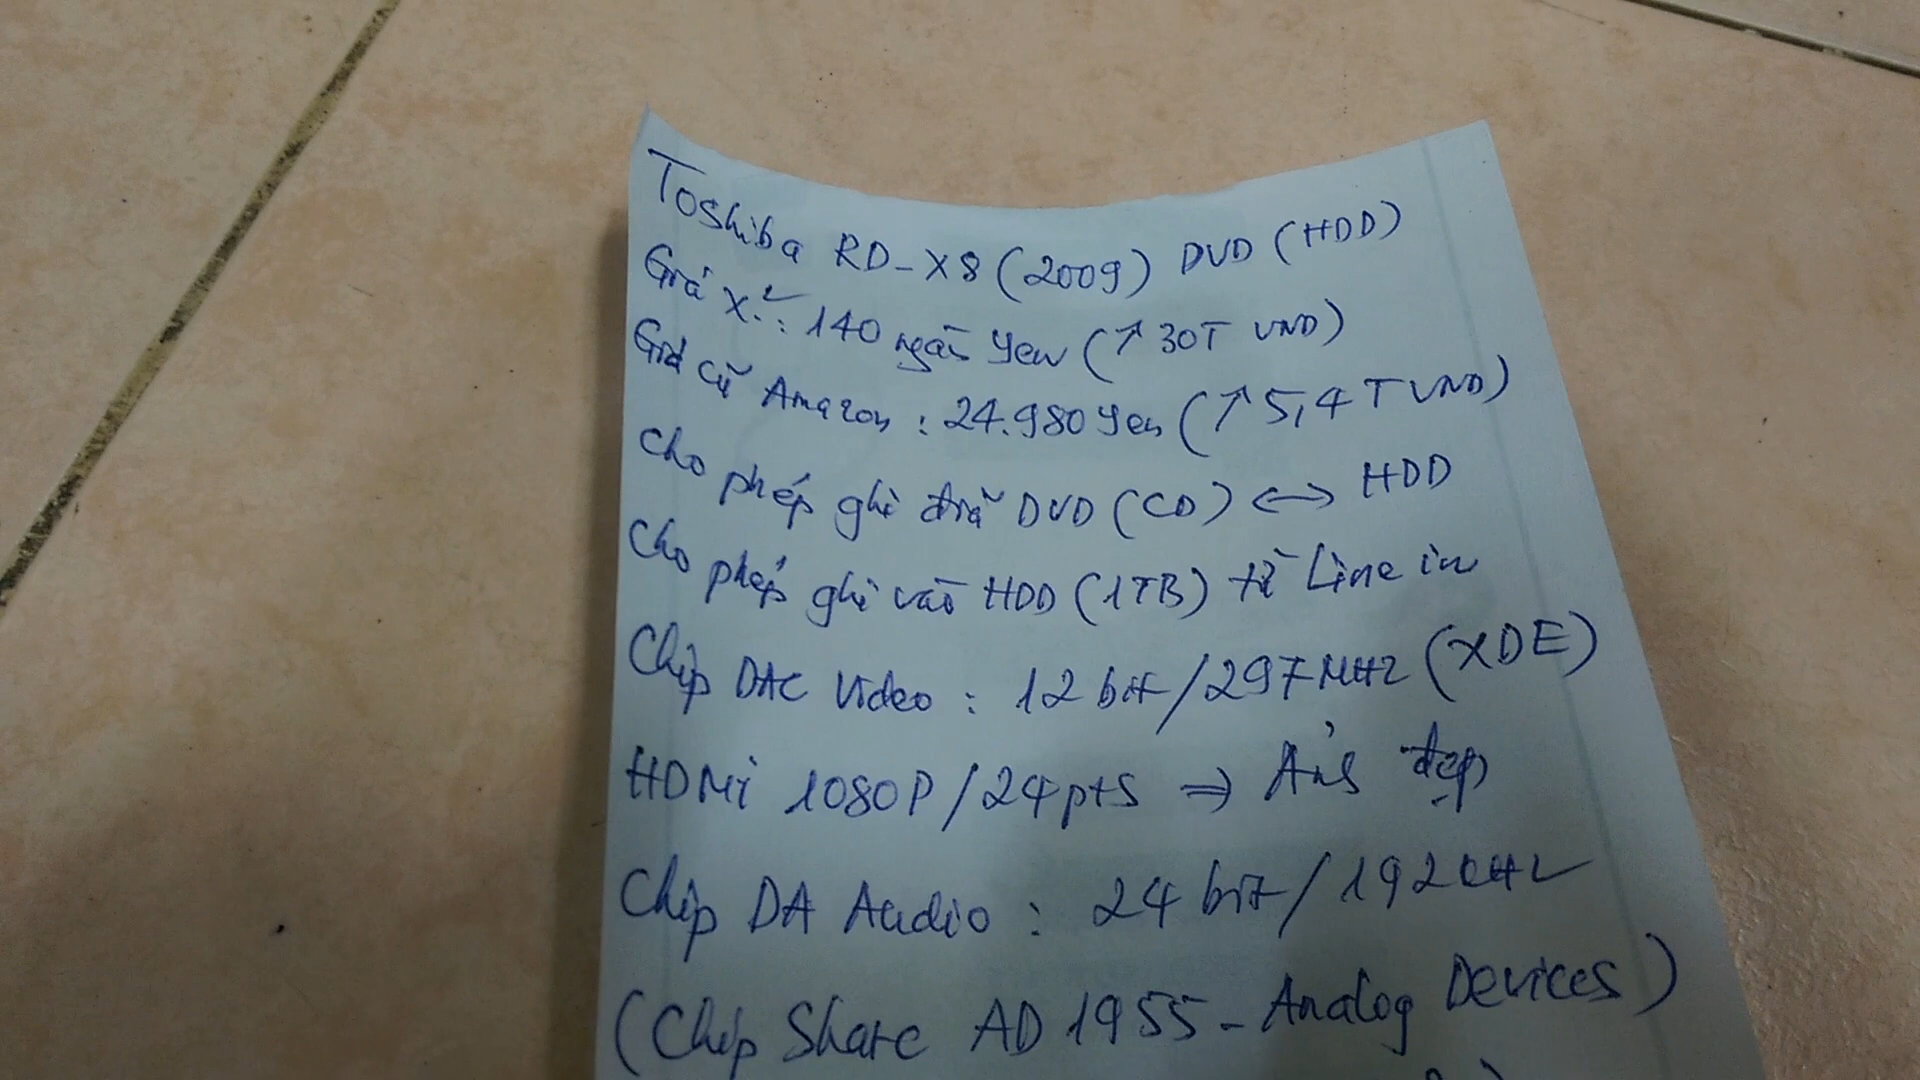 Toshiba RD-X8 (2009) DVD (HDD)
Giá X²: 140 ngàn Yen (↑ 30T VND)
Giá cũ Amazon: 24.980 Yen (↑ 5,4 T VND)
Cho phép ghi đĩa DVD (CD) ↔ HDD
Cho phép ghi vào HDD (1TB) từ Line in
Chip DAC Video: 12 bit/297 MHz (XDE)
HDMi 1080P/24pts ⇒ Ảnh đẹp
Chip DA Audio: 24 bit/192 KHz
(Chip Sharc AD 1955 - Analog Devices)